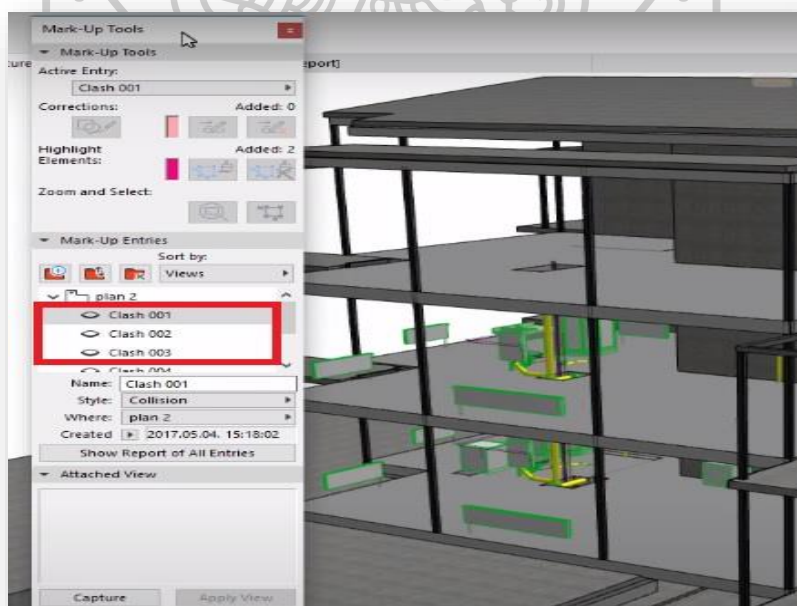 Mark-Up Tools
Mark-Up Tools
Active Entry:
Clash 001
Corrections: Added: 0
Highlight Elements: Added: 2
Zoom and Select:
Mark-Up Entries
Sort by:
Views
plan 2
Clash 001
Clash 002
Clash 003
Clash 004
Name: Clash 001
Style: Collision
Where: plan 2
Created 2017.05.04. 15:18:02
Show Report of All Entries
Attached View
Capture Apply View